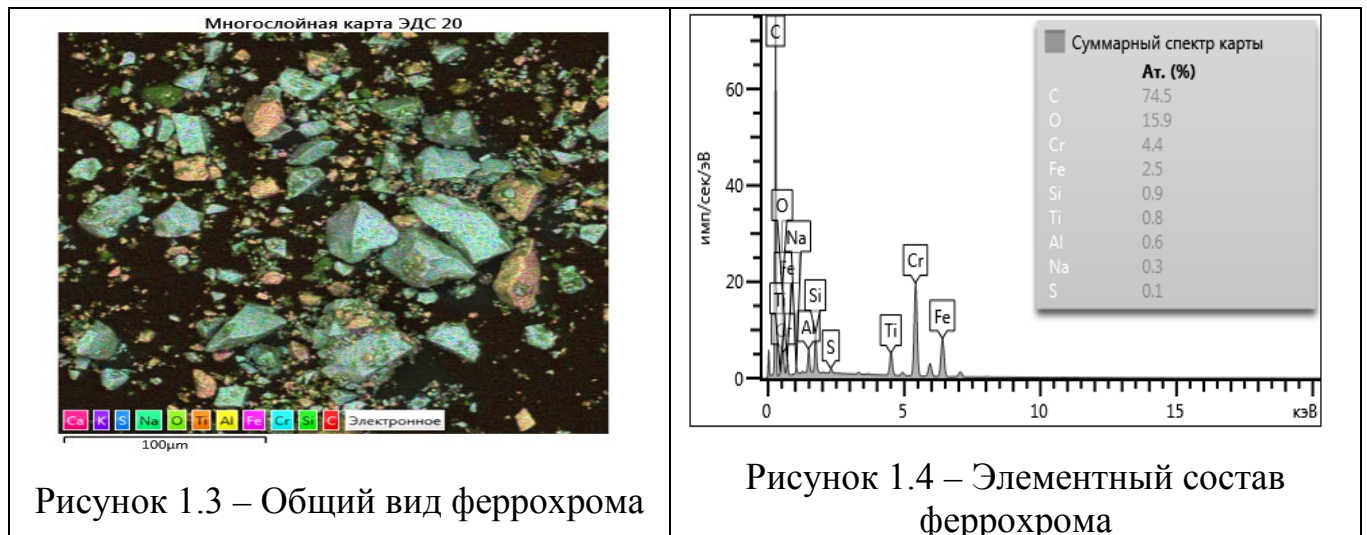 Многослойная карта ЭДС 20
Ca K S Na O Ti Al Fe Cr Si C Электронное
100µm
Рисунок 1.3 – Общий вид феррохрома
имп/сек/эВ
60
40
20
0
C
O
Na
Fe
Ti
Si
Cr
Al
S
Ti
Cr
Fe
0 5 10 15 кэВ
Суммарный спектр карты
Ат. (%)
C 74.5
O 15.9
Cr 4.4
Fe 2.5
Si 0.9
Ti 0.8
Al 0.6
Na 0.3
S 0.1
Рисунок 1.4 – Элементный состав
феррохрома